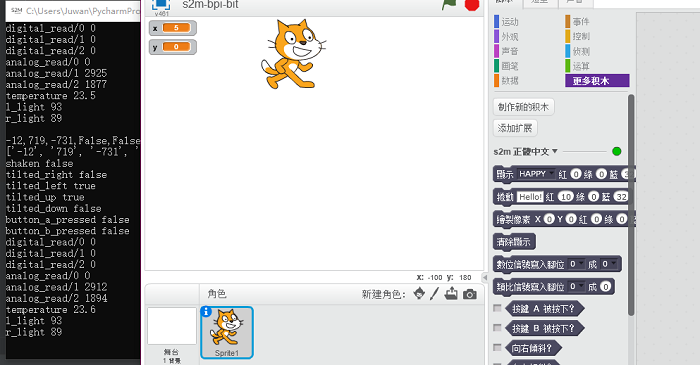 C:\Users\Juwan\PycharmPro
digital_read/0 0
digital_read/1 0
digital_read/2 0
analog_read/0 0
analog_read/1 2925
analog_read/2 1877
temperature 23.5
l_light 93
r_light 89
-12,719,-731,False,False
['-12', '719', '-731', '
shaken false
tilted_right false
tilted_left true
tilted_up true
tilted_down false
button_a_pressed false
button_b_pressed false
digital_read/0 0
digital_read/1 0
digital_read/2 0
analog_read/0 0
analog_read/1 2912
analog_read/2 1894
temperature 23.6
l_light 93
r_light 89
s2m-bpi-bit
v461
x 5
y 0
X: -100 y: 180
角色
新建角色:
舞台
1 背景
Sprite1
运动
事件
外观
控制
声音
侦测
画笔
运算
数据
更多积木
制作新的积木
添加扩展
s2m 正體中文
顯示 HAPPY 紅 0 綠 0 藍 32
捲動 Hello! 紅 10 綠 0 藍 32
繪製像素 X 0 Y 0 紅 0 綠 0
清除顯示
數位信號寫入腳位 0 成 0
類比信號寫入腳位 0 成 0
按鍵 A 被按下?
按鍵 B 被按下?
向右傾斜?